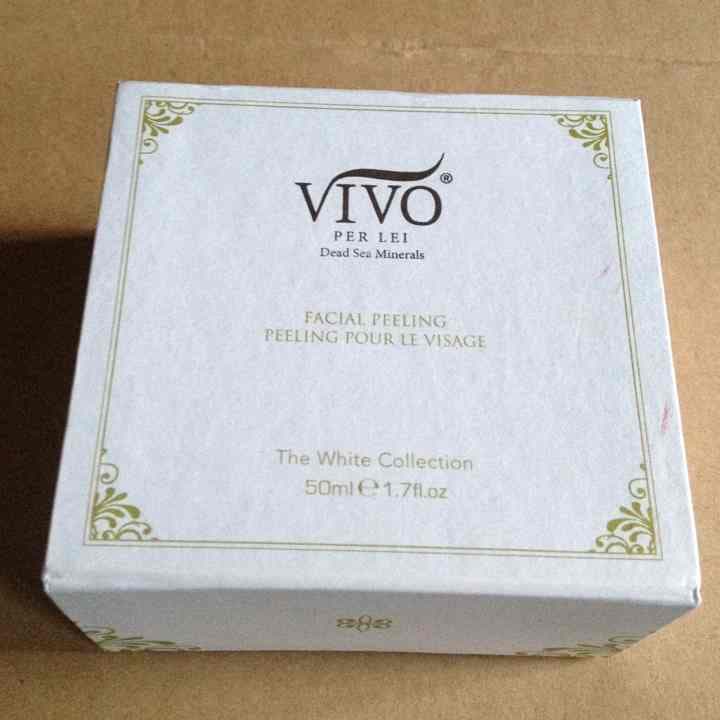 VIVO®
PER LEI
Dead Sea Minerals
FACIAL PEELING
PEELING POUR LE VISAGE
The White Collection
50ml ℮ 1.7fl.oz